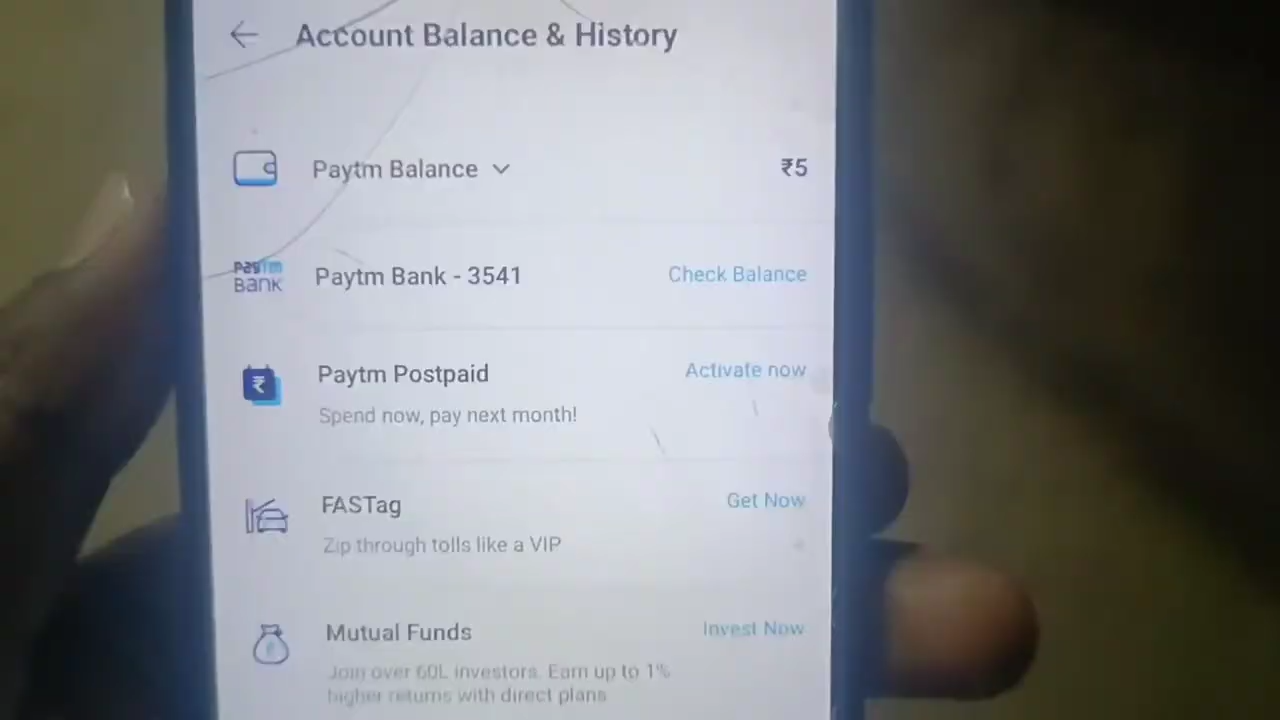 Account Balance & History
Paytm Balance ₹5
Paytm BANK Paytm Bank - 3541 Check Balance
₹ Paytm Postpaid Activate now
Spend now, pay next month!
FASTag Get Now
Zip through tolls like a VIP
Mutual Funds Invest Now
Join over 60L investors. Earn up to 1%
higher returns with direct plans